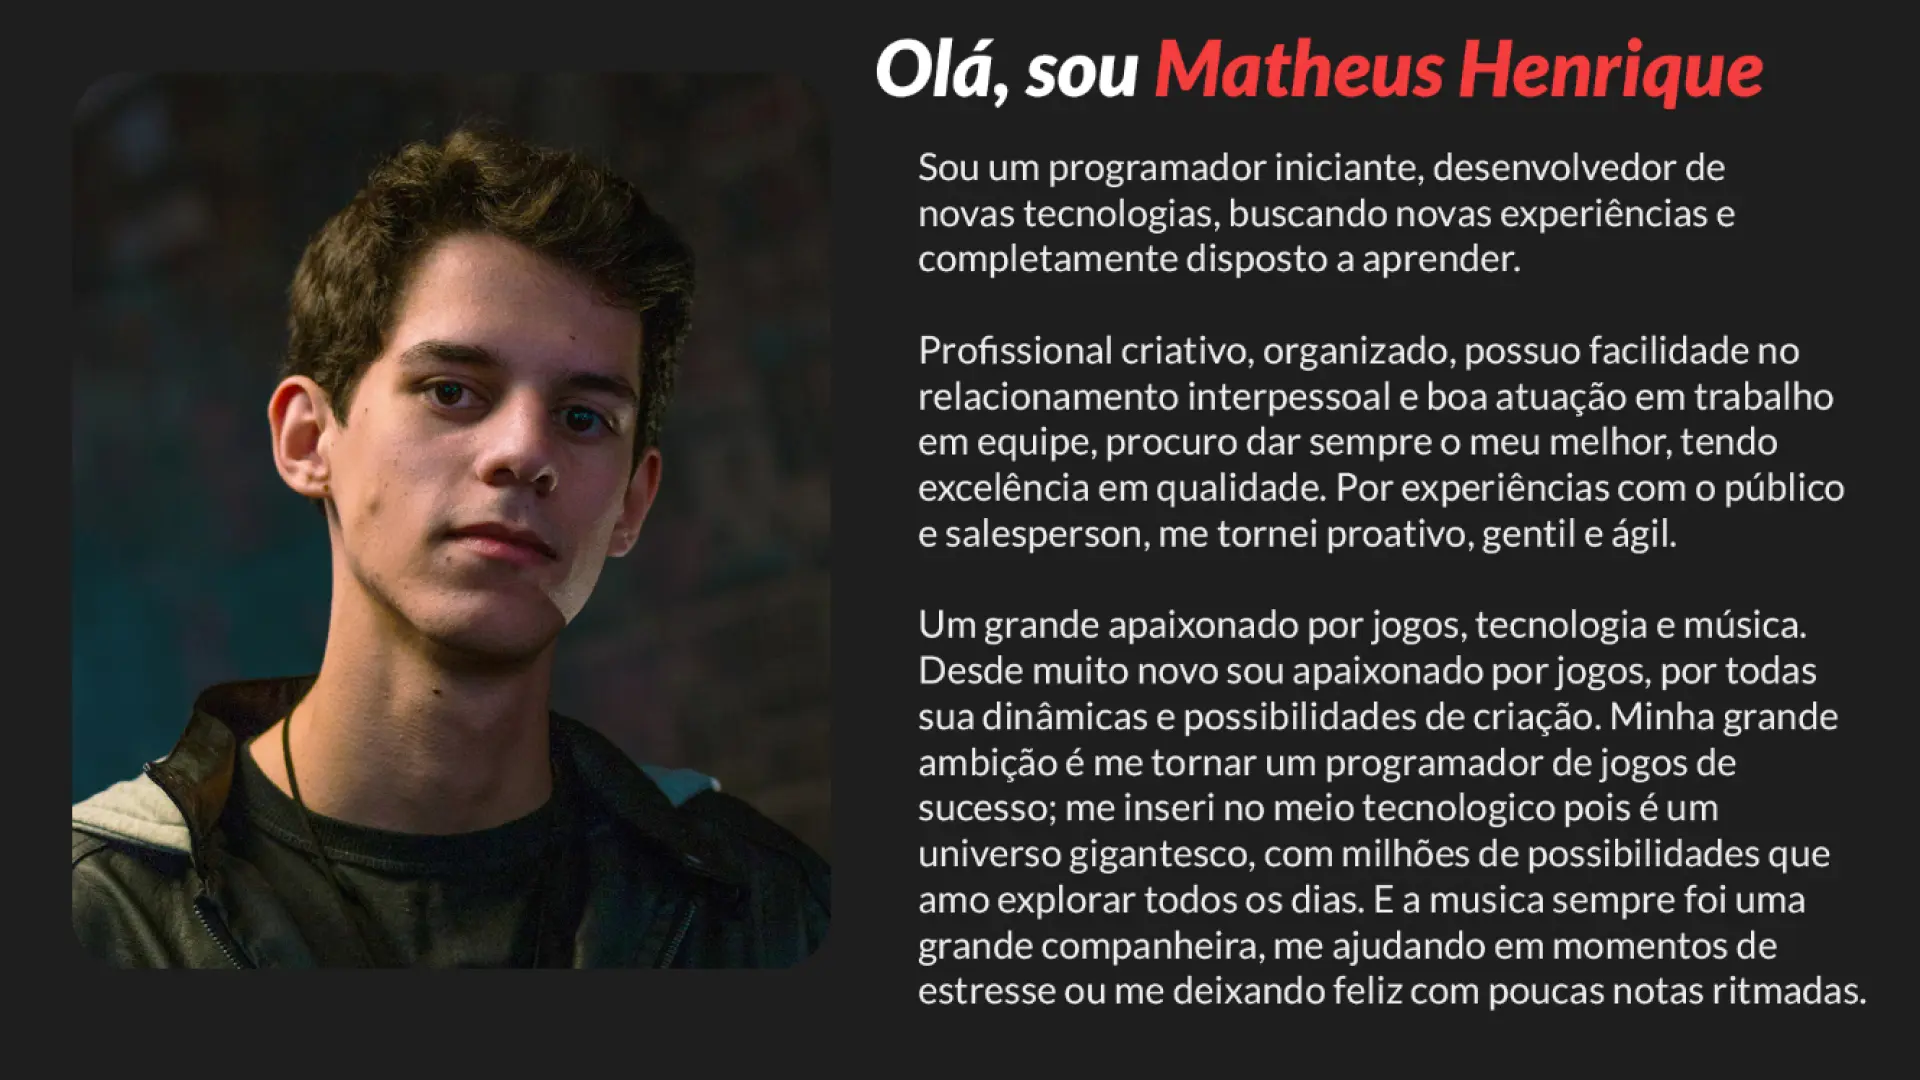 Olá, sou Matheus Henrique
Sou um programador iniciante, desenvolvedor de
novas tecnologias, buscando novas experiências e
completamente disposto a aprender.
Profissional criativo, organizado, possuo facilidade no
relacionamento interpessoal e boa atuação em trabalho
em equipe, procuro dar sempre o meu melhor, tendo
excelência em qualidade. Por experiências com o público
e salesperson, me tornei proativo, gentil e ágil.
Um grande apaixonado por jogos, tecnologia e música.
Desde muito novo sou apaixonado por jogos, por todas
sua dinâmicas e possibilidades de criação. Minha grande
ambição é me tornar um programador de jogos de
sucesso; me inseri no meio tecnologico pois é um
universo gigantesco, com milhões de possibilidades que
amo explorar todos os dias. E a musica sempre foi uma
grande companheira, me ajudando em momentos de
estresse ou me deixando feliz com poucas notas ritmadas.